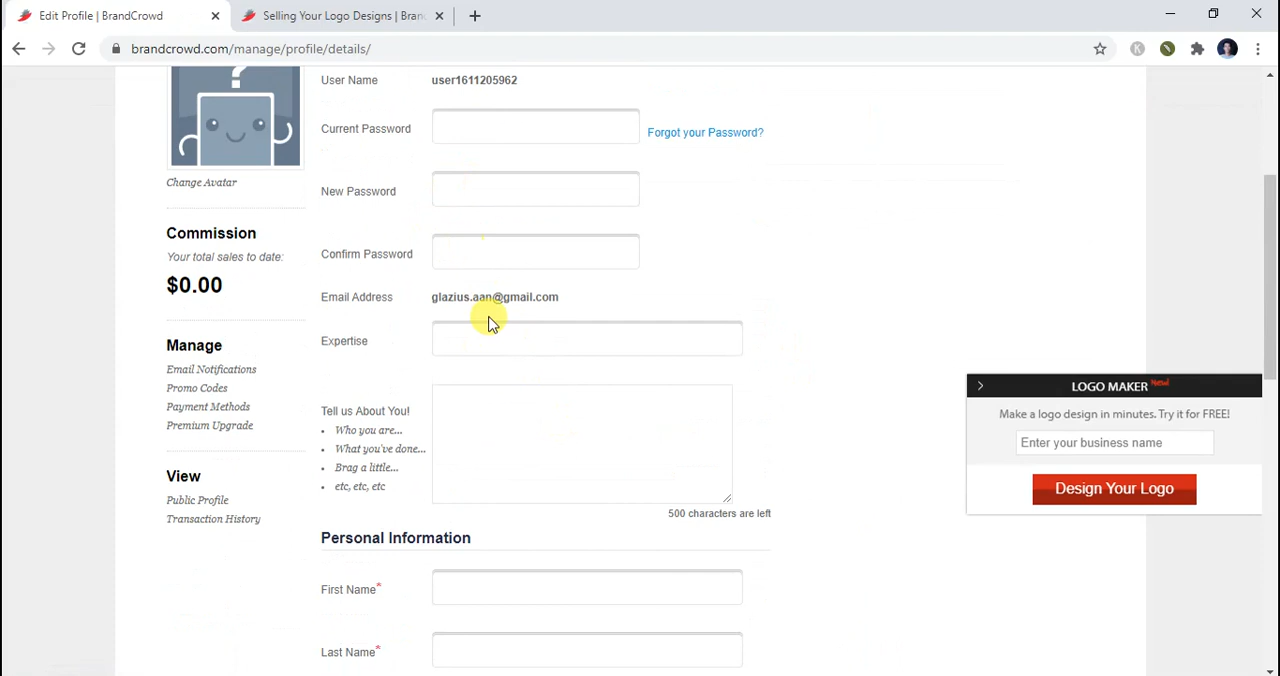 Edit Profile | BrandCrowd
Selling Your Logo Designs | Bran
brandcrowd.com/manage/profile/details/
User Name
user1611205962
Current Password
Forgot your Password?
Change Avatar
New Password
Commission
Your total sales to date:
$0.00
Confirm Password
Email Address
glazius.aan@gmail.com
Expertise
Manage
Email Notifications
Promo Codes
Payment Methods
Premium Upgrade
Tell us About You!
• Who you are...
• What you've done...
• Brag a little...
• etc, etc, etc
View
Public Profile
Transaction History
500 characters are left
Personal Information
First Name*
Last Name*
LOGO MAKER New!
Make a logo design in minutes. Try it for FREE!
Enter your business name
Design Your Logo